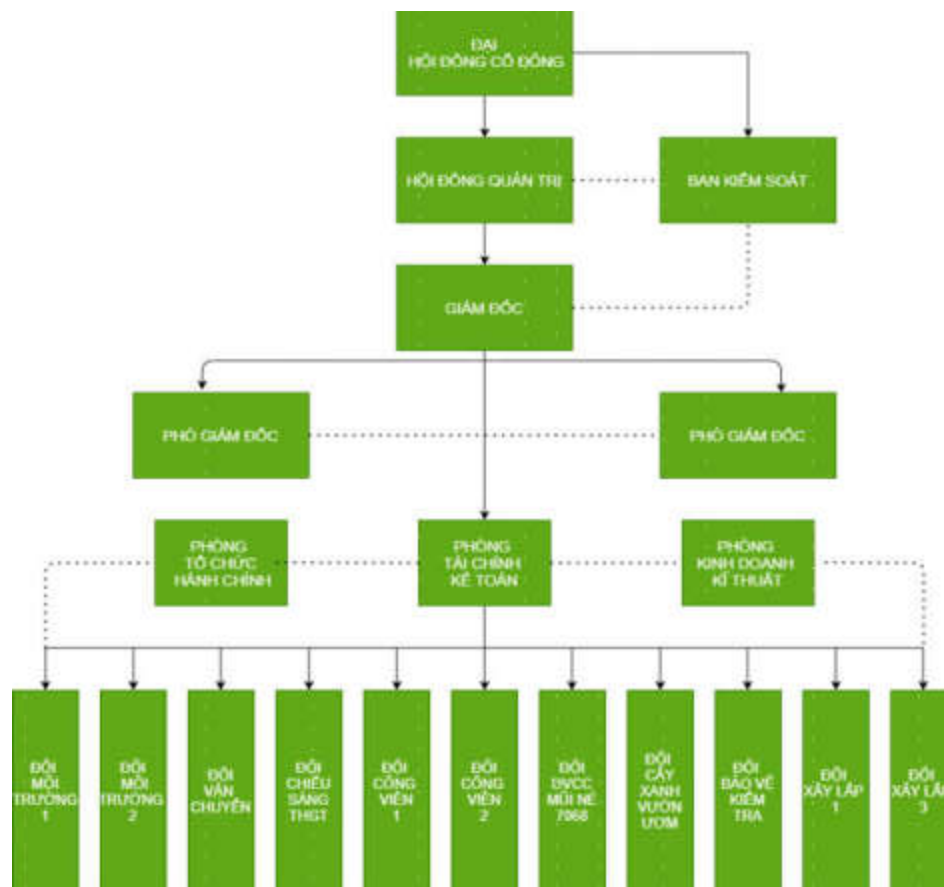 ĐẠI
HỘI ĐỒNG CỔ ĐÔNG
HỘI ĐỒNG QUẢN TRỊ
BAN KIỂM SOÁT
GIÁM ĐỐC
PHÓ GIÁM ĐỐC
PHÓ GIÁM ĐỐC
PHÒNG
TỔ CHỨC
HÀNH CHÍNH
PHÒNG
TÀI CHÍNH
KẾ TOÁN
PHÒNG
KINH DOANH
KĨ THUẬT
ĐỘI
MÔI
TRƯỜNG
1
ĐỘI
MÔI
TRƯỜNG
2
ĐỘI
VẬN
CHUYỂN
ĐỘI
CHIẾU
SÁNG
THGT
ĐỘI
CÔNG
VIÊN
1
ĐỘI
CÔNG
VIÊN
2
ĐỘI
DVCC
MŨI NÉ
ĐỘI
CÂY
XANH
VƯỜN
ƯƠM
ĐỘI
BẢO VỆ
KIỂM
TRA
ĐỘI
XÂY LẮP
1
ĐỘI
XÂY LẮP
3